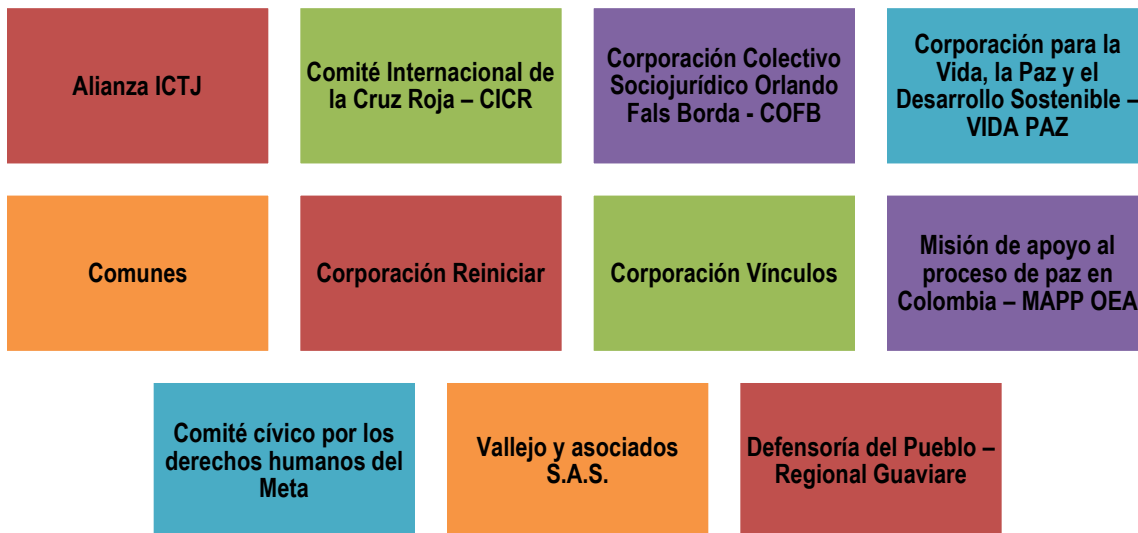 Alianza ICTJ
Comité Internacional de
la Cruz Roja – CICR
Corporación Colectivo
Sociojurídico Orlando
Fals Borda - COFB
Corporación para la
Vida, la Paz y el
Desarrollo Sostenible –
VIDA PAZ
Comunes
Corporación Reiniciar
Corporación Vínculos
Misión de apoyo al
proceso de paz en
Colombia – MAPP OEA
Comité cívico por los
derechos humanos del
Meta
Vallejo y asociados
S.A.S.
Defensoría del Pueblo –
Regional Guaviare